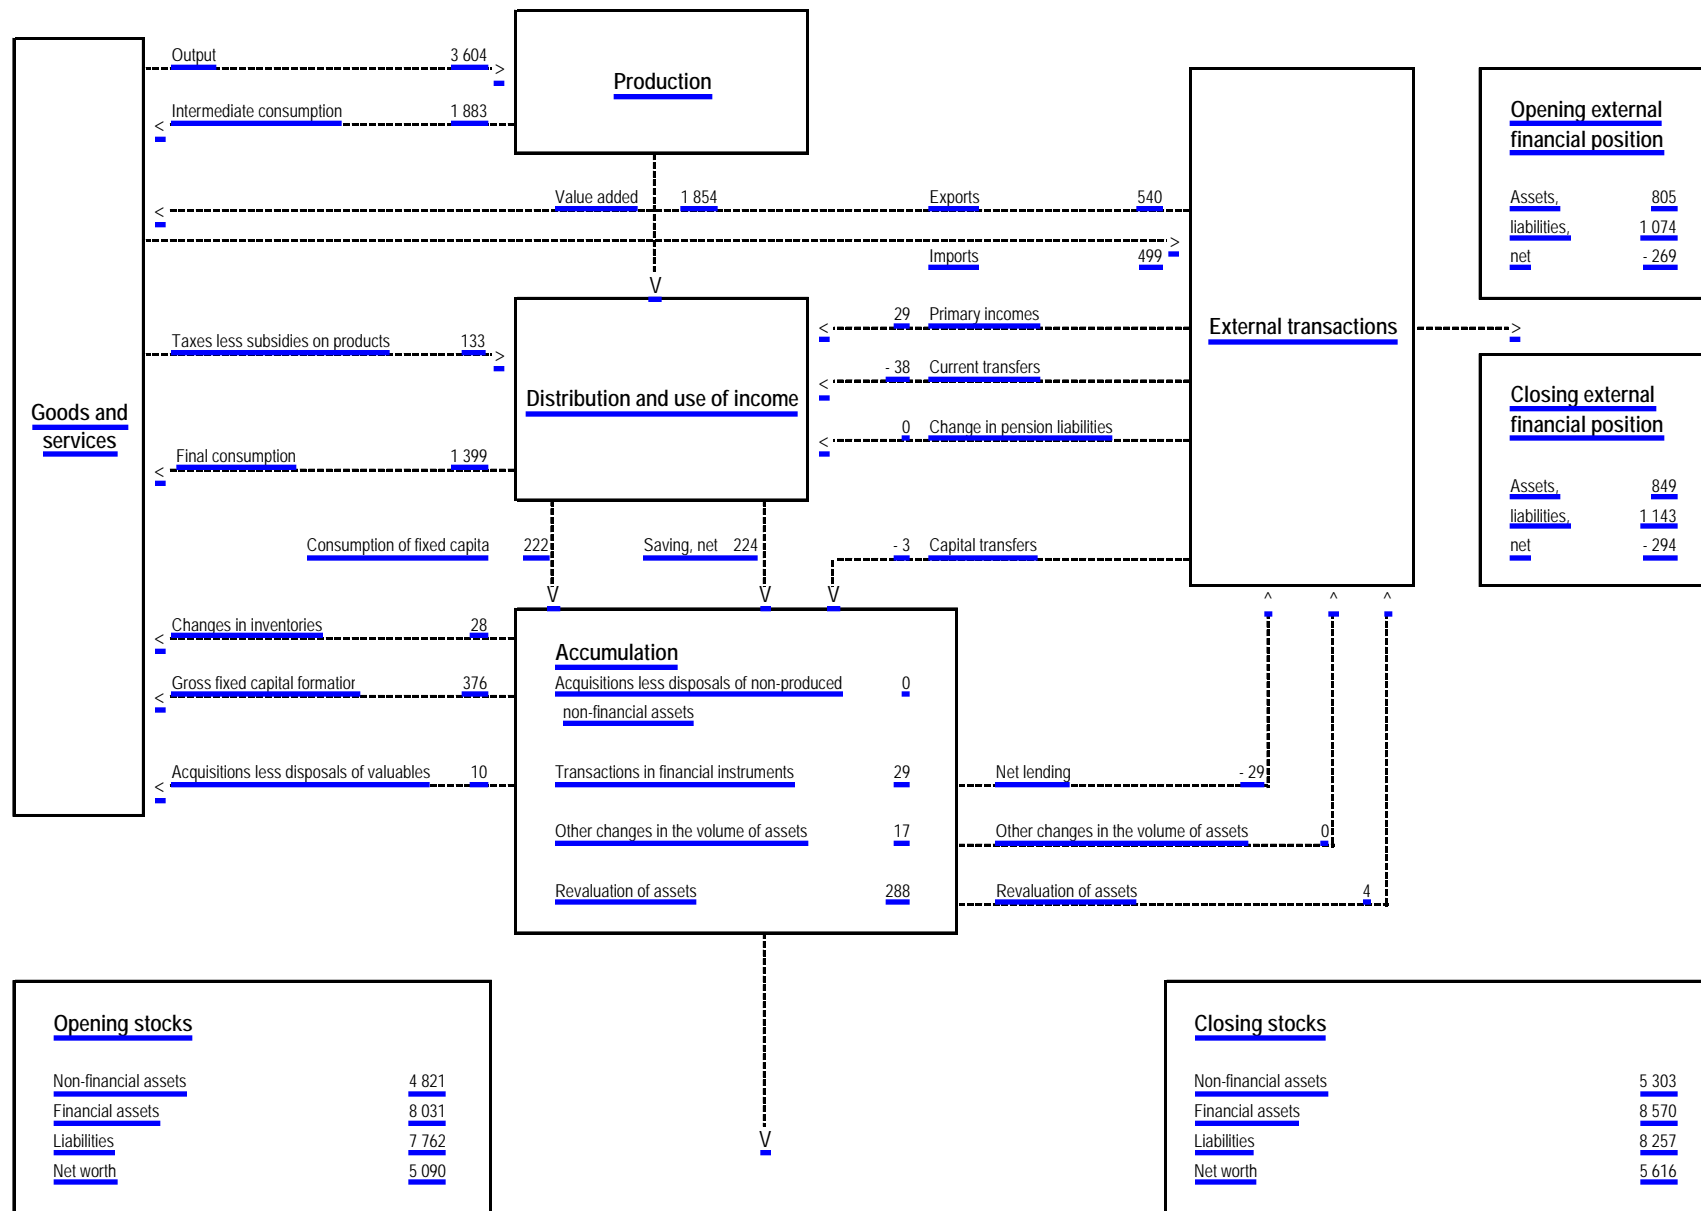 Output 3 604 >
Production
Intermediate consumption 1 883
<
Opening external
financial position
Value added 1 854 Exports 540
<
Assets, 805
liabilities, 1 074
>
Imports 499
net - 269
V
29 Primary incomes
<
External transactions >
Taxes less subsidies on products 133 >
- 38 Current transfers
<
Distribution and use of income
Closing external
financial position
Goods and
services
0 Change in pension liabilities
<
Final consumption 1 399
<
Assets, 849
liabilities, 1 143
net - 294
Consumption of fixed capita 222 Saving, net 224 - 3 Capital transfers
V V V
^ ^ ^
Changes in inventories 28
<
Accumulation
Gross fixed capital formation 376
<
Acquisitions less disposals of non-produced 0
non-financial assets
Acquisitions less disposals of valuables 10
<
Transactions in financial instruments 29 Net lending - 29
Other changes in the volume of assets 17 Other changes in the volume of assets 0
Revaluation of assets 288 Revaluation of assets 4
V
Opening stocks
Non-financial assets 4 821
Financial assets 8 031
Liabilities 7 762
Net worth 5 090
Closing stocks
Non-financial assets 5 303
Financial assets 8 570
Liabilities 8 257
Net worth 5 616